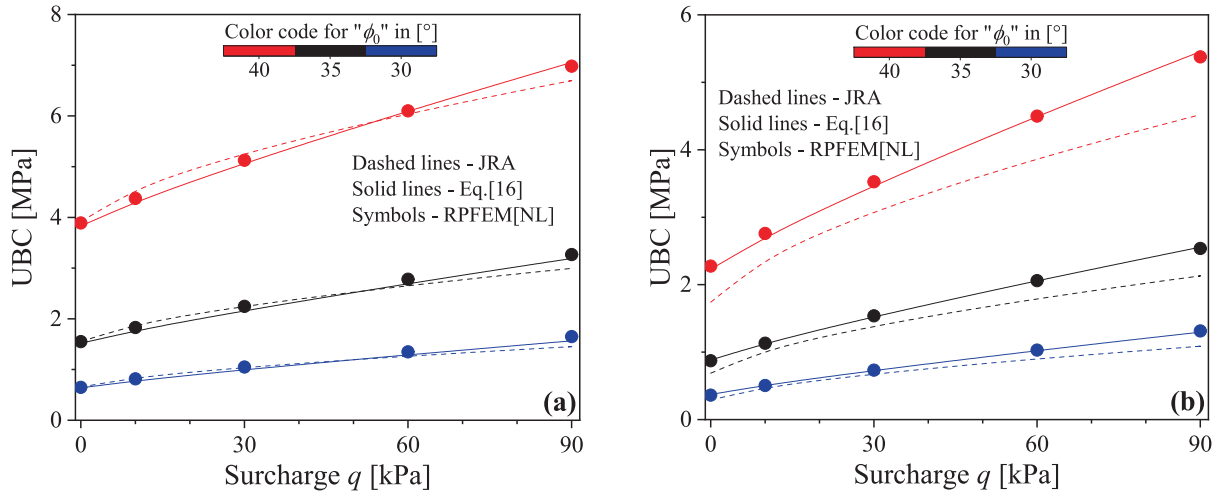 Color code for "ϕ₀" in [°]
40 35 30
Dashed lines - JRA
Solid lines - Eq.[16]
Symbols - RPFEM[NL]
UBC [MPa]
8
6
4
2
0
0 30 60 90
Surcharge q [kPa]
(a)
Color code for "ϕ₀" in [°]
40 35 30
Dashed lines - JRA
Solid lines - Eq.[16]
Symbols - RPFEM[NL]
UBC [MPa]
6
4
2
0
0 30 60 90
Surcharge q [kPa]
(b)